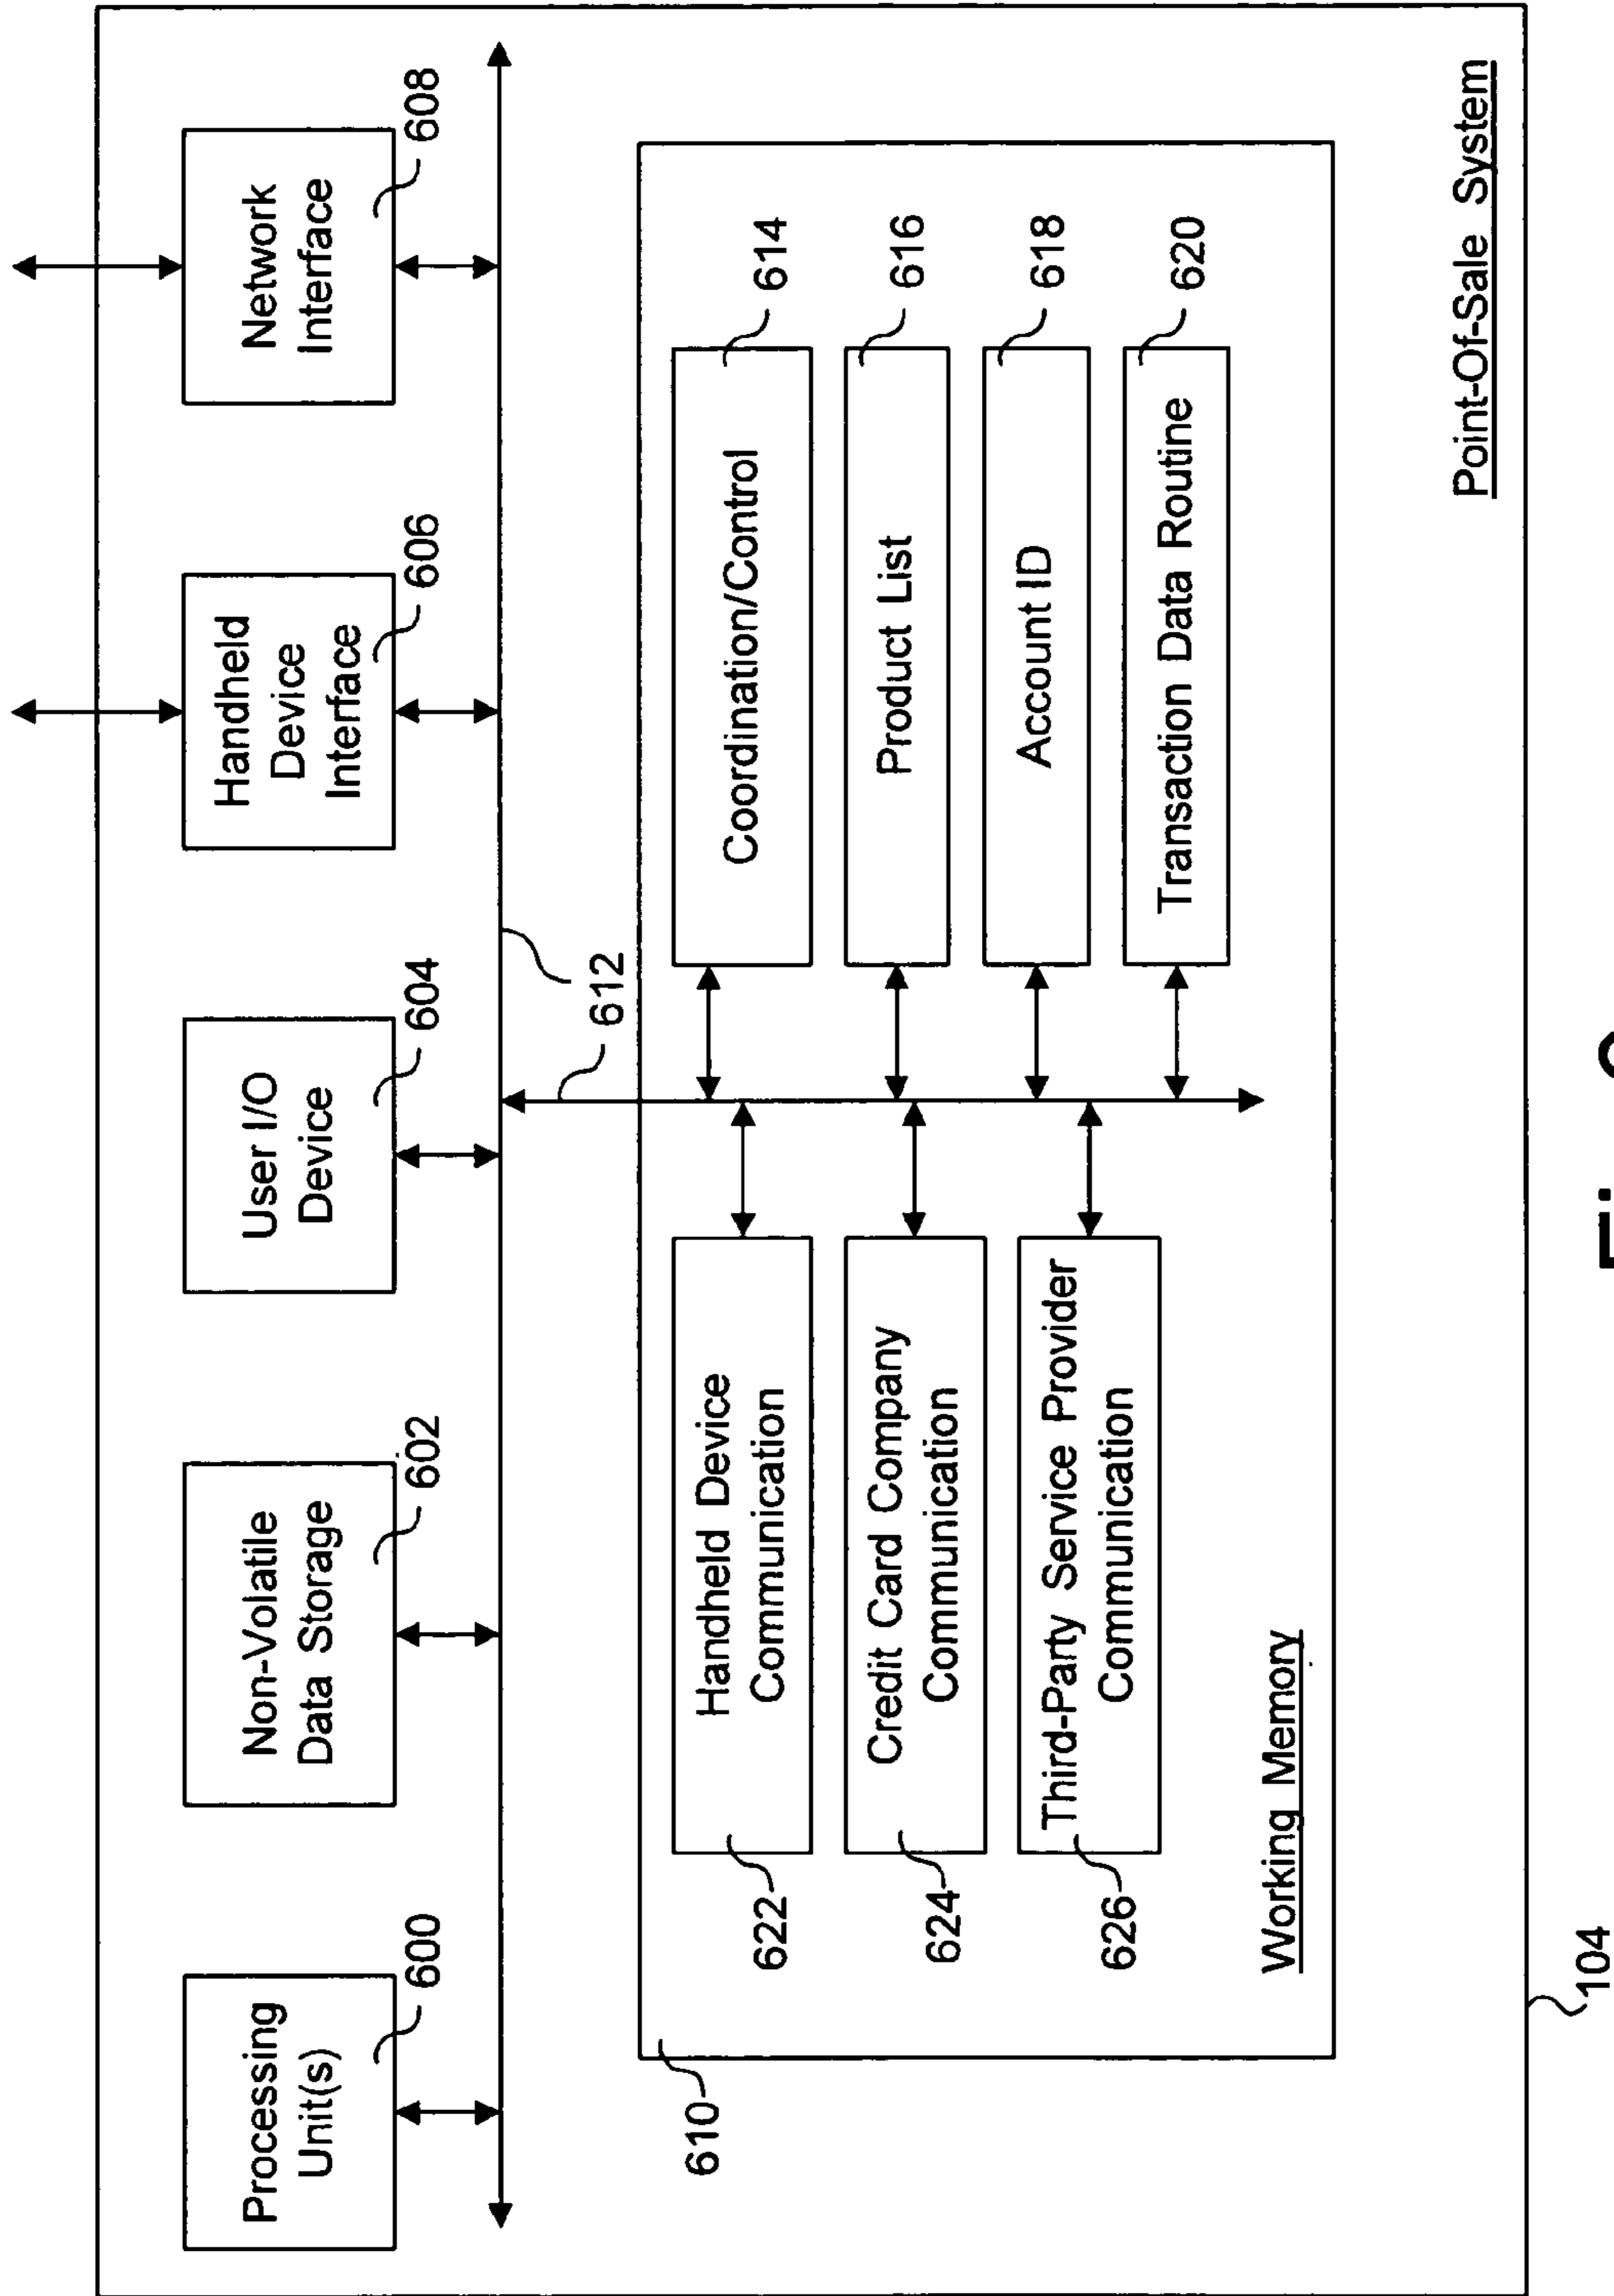 Processing
Unit(s)
600
Non-Volatile
Data Storage
602
User I/O
Device
604
Handheld
Device
Interface
606
Network
Interface
608
612
610
622
Handheld Device
Communication
624
Credit Card Company
Communication
626
Third-Party Service Provider
Communication
Coordination/Control
614
Product List
616
Account ID
618
Transaction Data Routine
620
Working Memory
Point-Of-Sale System
104